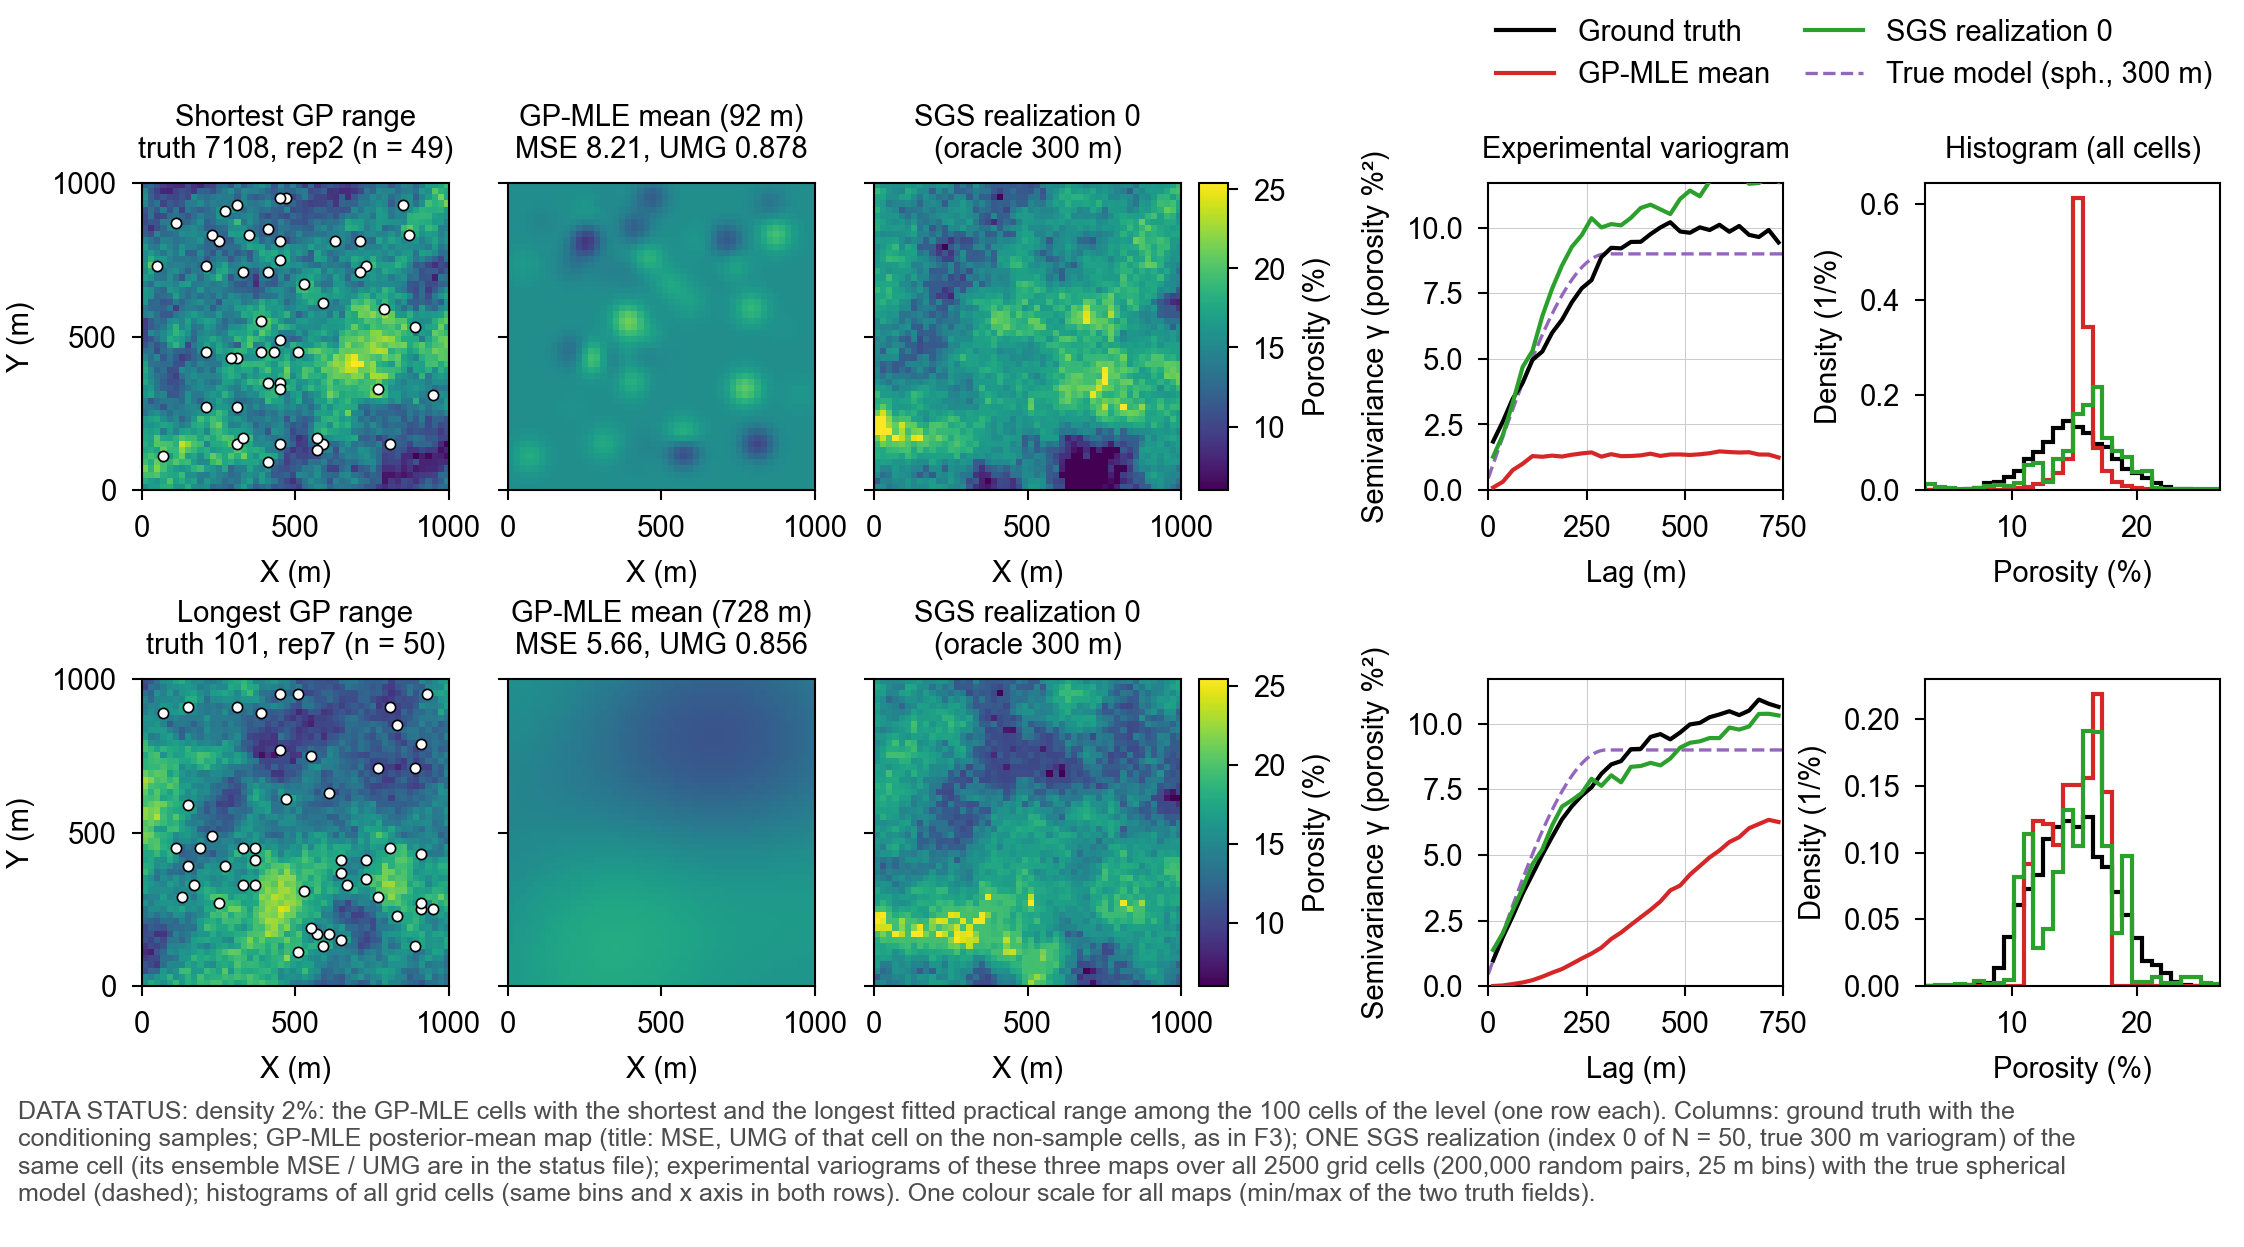 Ground truth
GP-MLE mean
SGS realization 0
True model (sph., 300 m)
Shortest GP range
truth 7108, rep2 (n = 49)
GP-MLE mean (92 m)
MSE 8.21, UMG 0.878
SGS realization 0
(oracle 300 m)
Experimental variogram
Histogram (all cells)
1000
500
0
Y (m)
0 500 1000
X (m)
0 500 1000
X (m)
0 500 1000
X (m)
25
20
15
10
Porosity (%)
10.0
7.5
5.0
2.5
0.0
Semivariance γ (porosity %²)
0 250 500 750
Lag (m)
0.6
0.4
0.2
0.0
Density (1/%)
10 20
Porosity (%)
Longest GP range
truth 101, rep7 (n = 50)
GP-MLE mean (728 m)
MSE 5.66, UMG 0.856
SGS realization 0
(oracle 300 m)
1000
500
0
Y (m)
0 500 1000
X (m)
0 500 1000
X (m)
0 500 1000
X (m)
25
20
15
10
Porosity (%)
10.0
7.5
5.0
2.5
0.0
Semivariance γ (porosity %²)
0 250 500 750
Lag (m)
0.20
0.15
0.10
0.05
0.00
Density (1/%)
10 20
Porosity (%)
DATA STATUS: density 2%: the GP-MLE cells with the shortest and the longest fitted practical range among the 100 cells of the level (one row each). Columns: ground truth with the
conditioning samples; GP-MLE posterior-mean map (title: MSE, UMG of that cell on the non-sample cells, as in F3); ONE SGS realization (index 0 of N = 50, true 300 m variogram) of the
same cell (its ensemble MSE / UMG are in the status file); experimental variograms of these three maps over all 2500 grid cells (200,000 random pairs, 25 m bins) with the true spherical
model (dashed); histograms of all grid cells (same bins and x axis in both rows). One colour scale for all maps (min/max of the two truth fields).